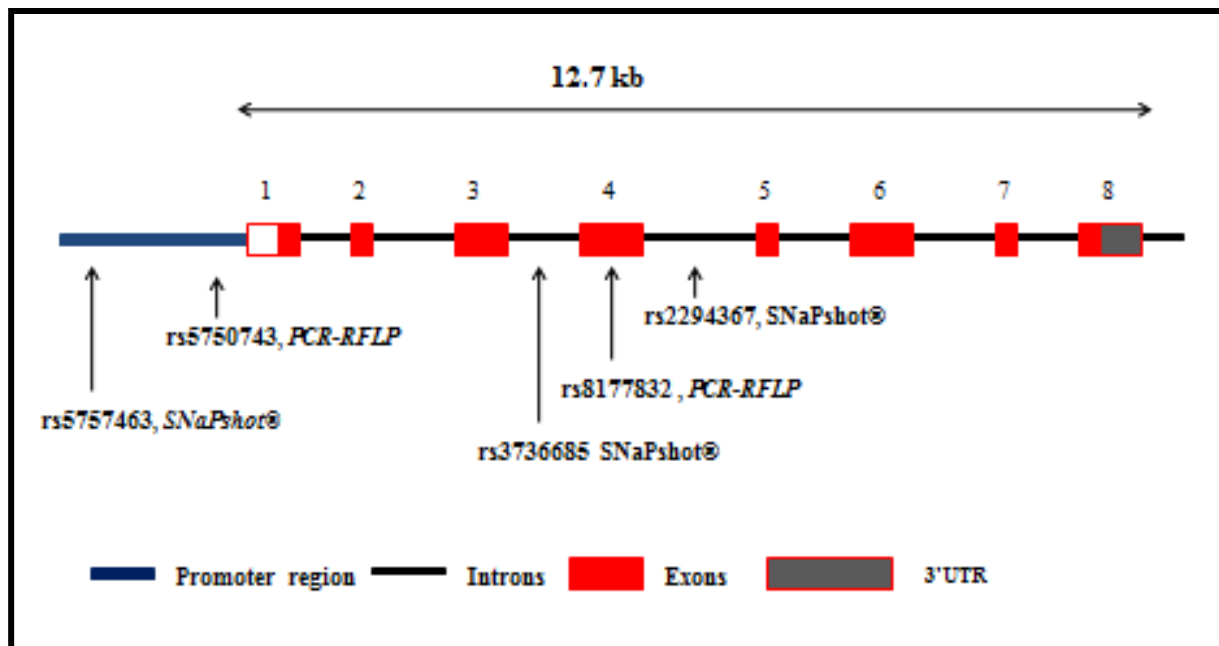 12.7 kb
1 2 3 4 5 6 7 8
rs5750743, PCR-RFLP
rs2294367, SNaPshot®
rs8177832 , PCR-RFLP
rs5757463, SNaPshot®
rs3736685 SNaPshot®
Promoter region Introns Exons 3'UTR